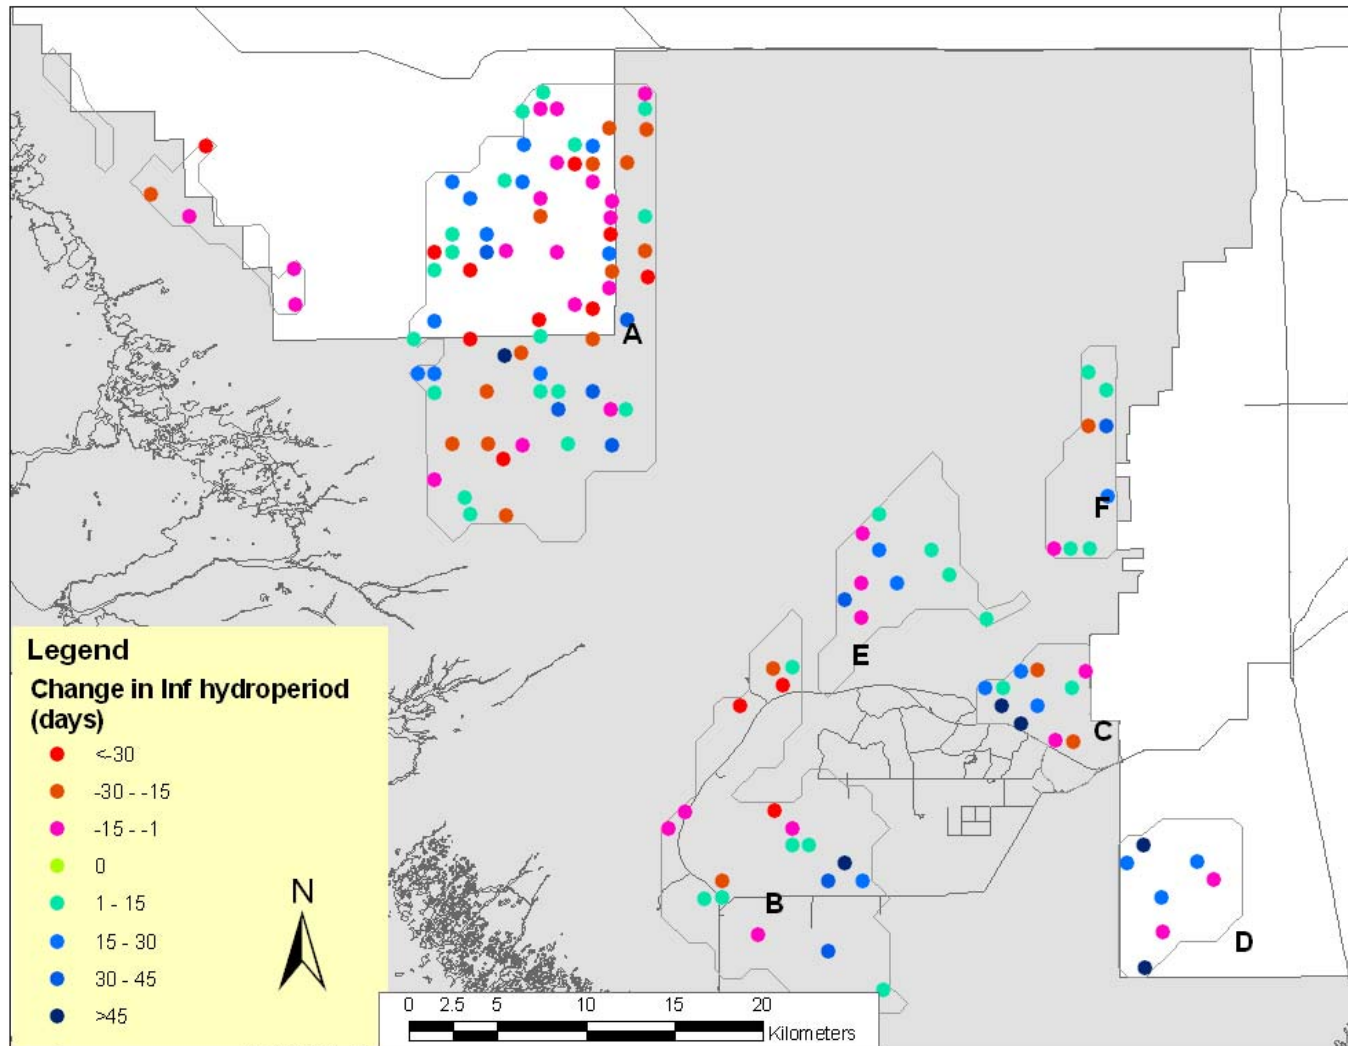 A
F
E
C
B
D
Legend
Change in Inf hydroperiod
(days)
<-30
-30 - -15
-15 - -1
0
1 - 15
15 - 30
30 - 45
>45
N
0 2.5 5 10 15 20
Kilometers